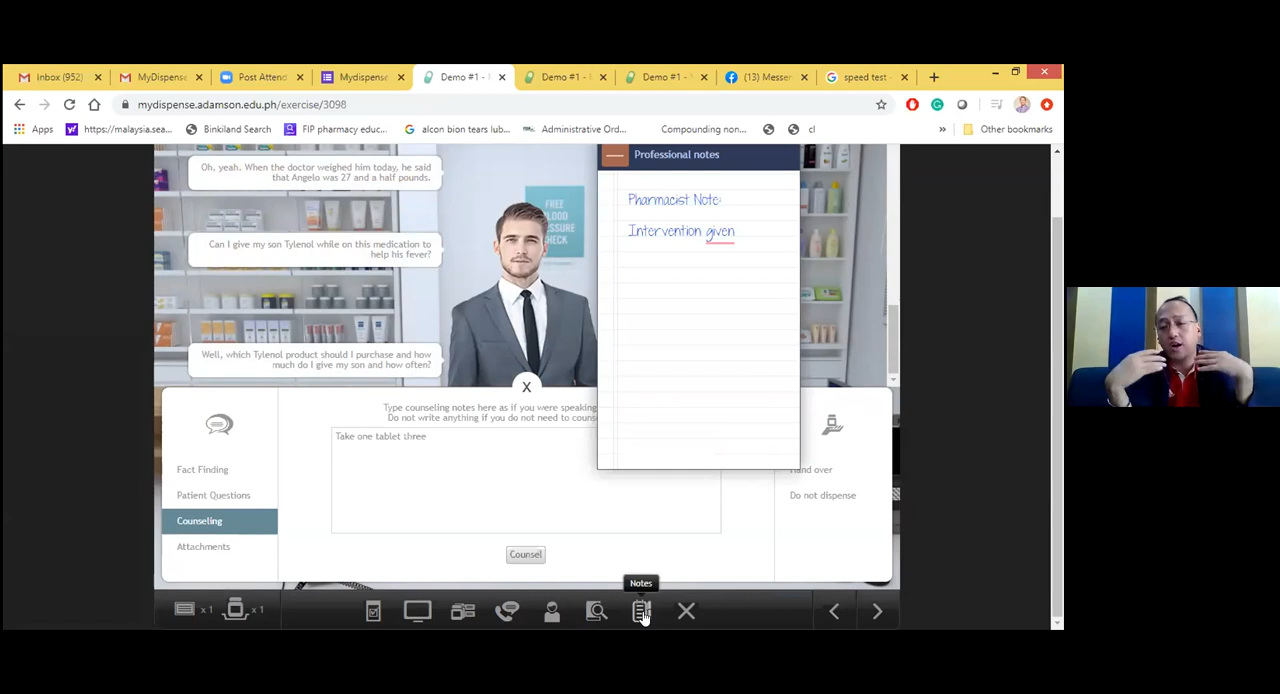 Inbox (952)
MyDispense
Post Attend
Mydispense
Demo #1 -
Demo #1 -
Demo #1 -
(13) Messen
speed test -
mydispense.adamson.edu.ph/exercise/3098
Apps
https://malaysia.sea...
Binkiland Search
FIP pharmacy educ...
alcon bion tears lub...
Administrative Ord...
Compounding non...
cl
»
Other bookmarks
Oh, yeah. When the doctor weighed him today, he said
that Angelo was 27 and a half pounds.
Can I give my son Tylenol while on this medication to
help his fever?
Well, which Tylenol product should I purchase and how
much do I give my son and how often?
FREE
BLOOD
PRESSURE
CHECK
Professional notes
Pharmacist Note:
Intervention given
X
Type counseling notes here as if you were speaking
Do not write anything if you do not need to
Take one tablet three
Fact Finding
Patient Questions
Counseling
Attachments
Counsel
Hand over
Do not dispense
Notes
x 1
x 1